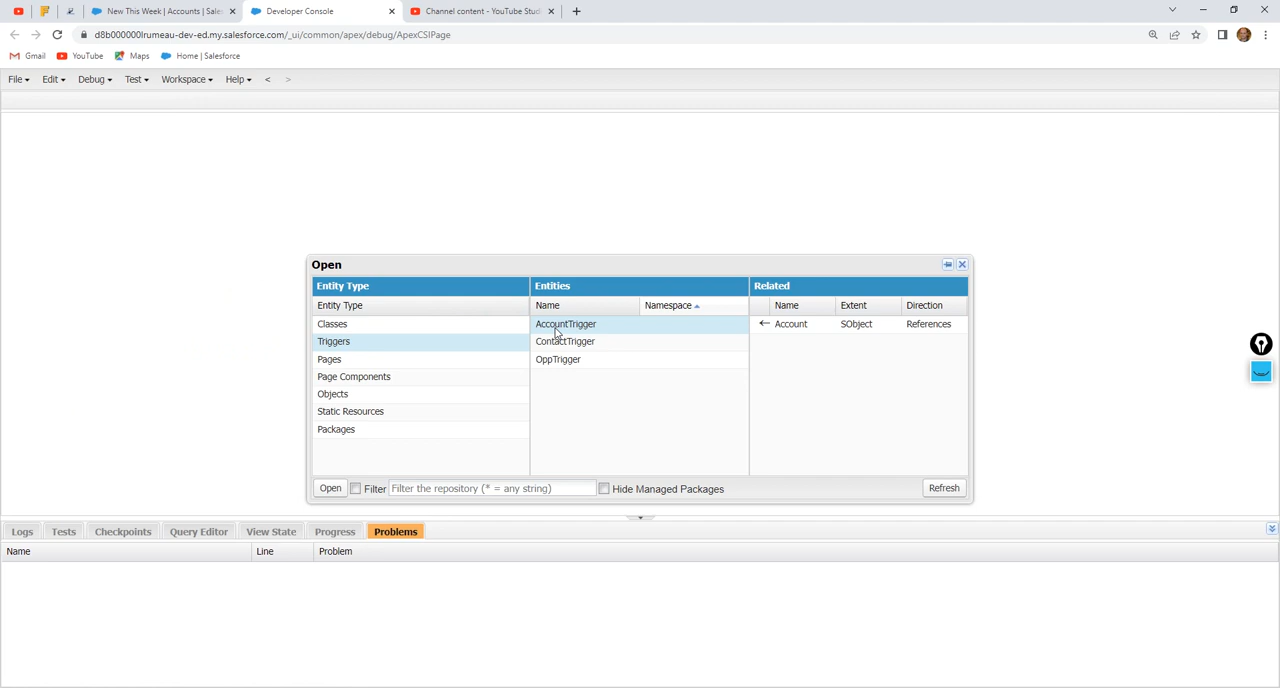 New This Week | Accounts | Sales
Developer Console
Channel content - YouTube Stud
d8b000000lrumeau-dev-ed.my.salesforce.com/_ui/common/apex/debug/ApexCSIPage
Gmail YouTube Maps Home | Salesforce
File Edit Debug Test Workspace Help < >
Open
Entity Type Entities Related
Entity Type Name Namespace Name Extent Direction
Classes AccountTrigger Account SObject References
Triggers ContactTrigger
Pages OppTrigger
Page Components
Objects
Static Resources
Packages
Open Filter Filter the repository (* = any string) Hide Managed Packages Refresh
Logs Tests Checkpoints Query Editor View State Progress Problems
Name Line Problem